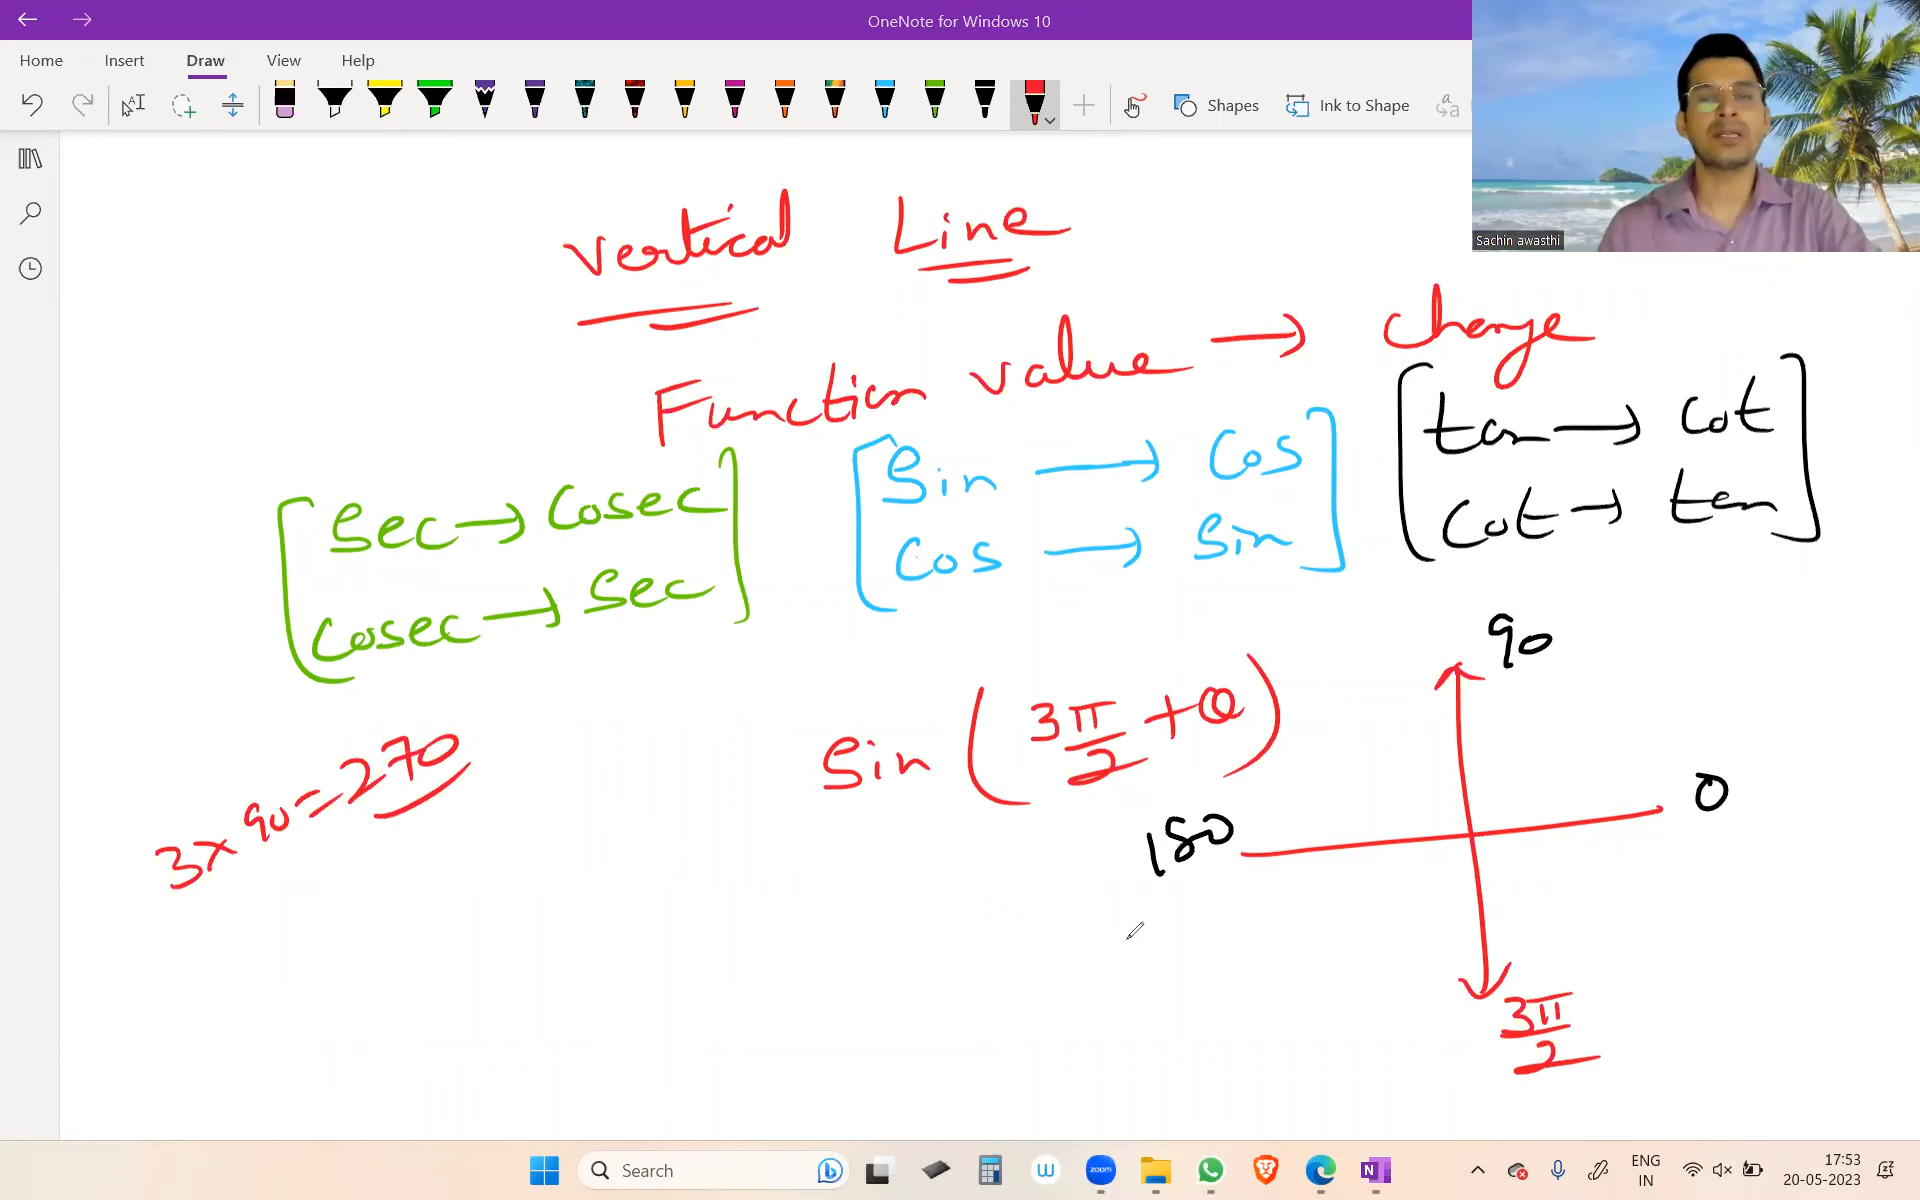 OneNote for Windows 10
Home Insert Draw View Help
Shapes Ink to Shape
Sachin awasthi
Vertical Line
Function value → change
tan → cot
cot → tan
Sin → Cos
Cos → Sin
Sec → Cosec
Cosec → Sec
Sin (3π/2 + θ)
3 x 90 = 270
90
0
180
3π/2
Search
zoom
ENG
IN
17:53
20-05-2023